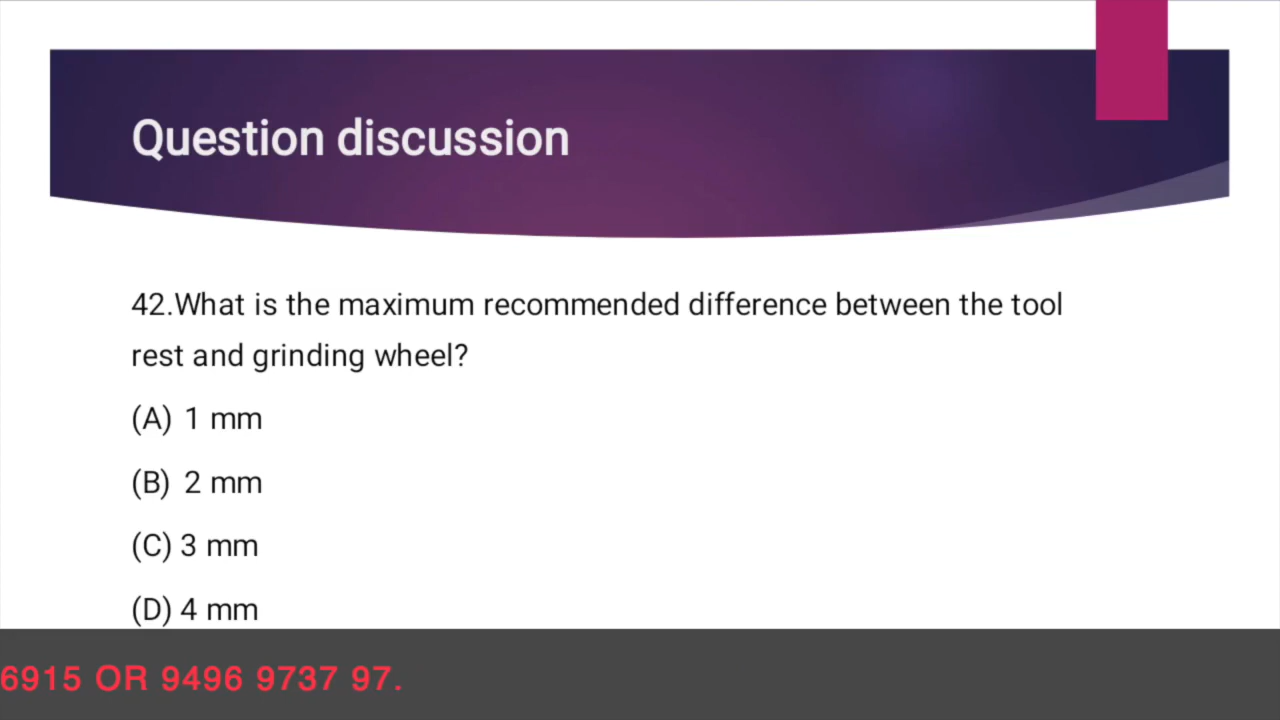 Question discussion
42.What is the maximum recommended difference between the tool
rest and grinding wheel?
(A) 1 mm
(B) 2 mm
(C) 3 mm
(D) 4 mm
6915 OR 9496 9737 97.